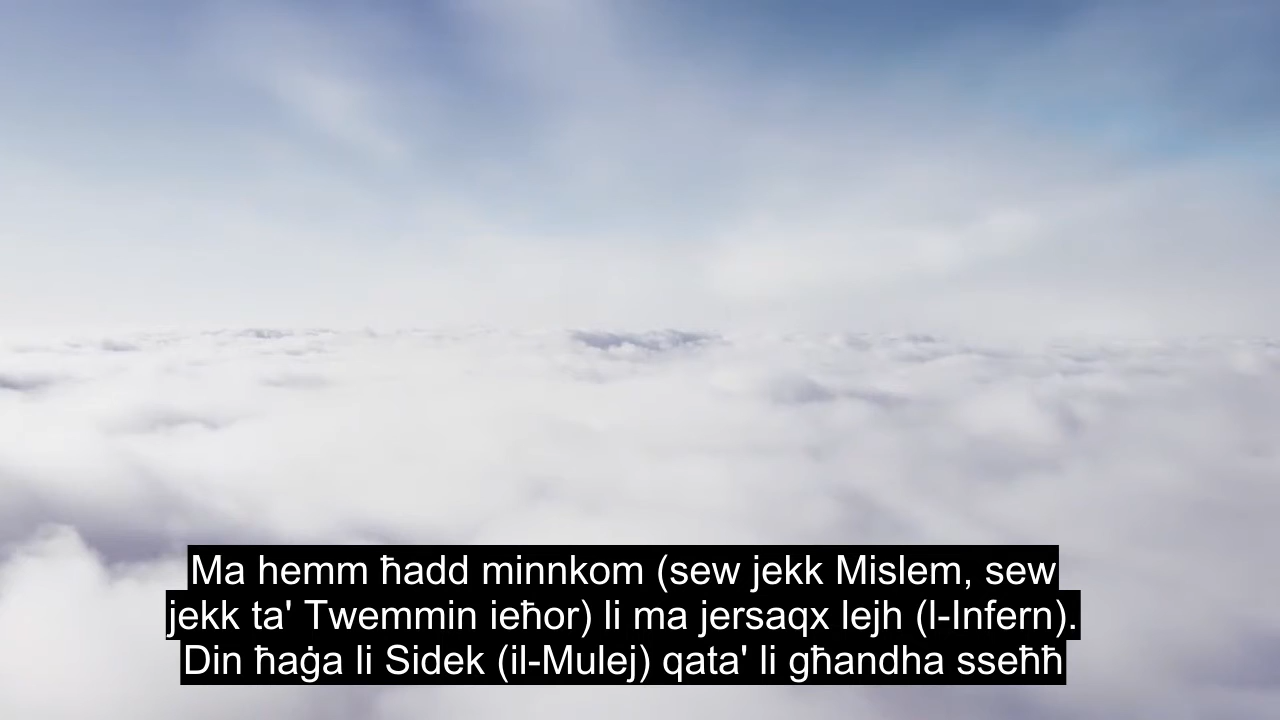 Ma hemm ħadd minnkom (sew jekk Mislem, sew
jekk ta' Twemmin ieħor) li ma jersaqx lejh (l-Infern).
Din ħaġa li Sidek (il-Mulej) qata' li għandha sseħħ